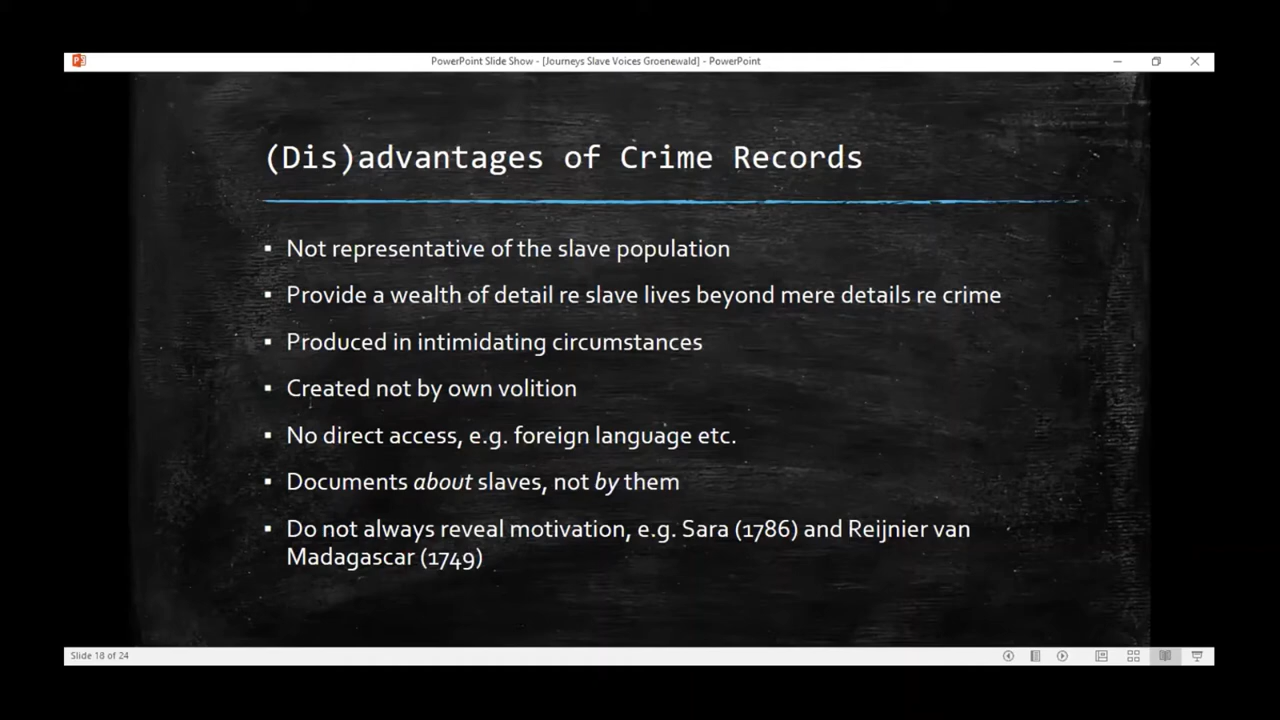 PowerPoint Slide Show - [Journeys Slave Voices Groenewald] - PowerPoint
(Dis)advantages of Crime Records
▪ Not representative of the slave population
▪ Provide a wealth of detail re slave lives beyond mere details re crime
▪ Produced in intimidating circumstances
▪ Created not by own volition
▪ No direct access, e.g. foreign language etc.
▪ Documents about slaves, not by them
▪ Do not always reveal motivation, e.g. Sara (1786) and Reijnier van
Madagascar (1749)
Slide 18 of 24